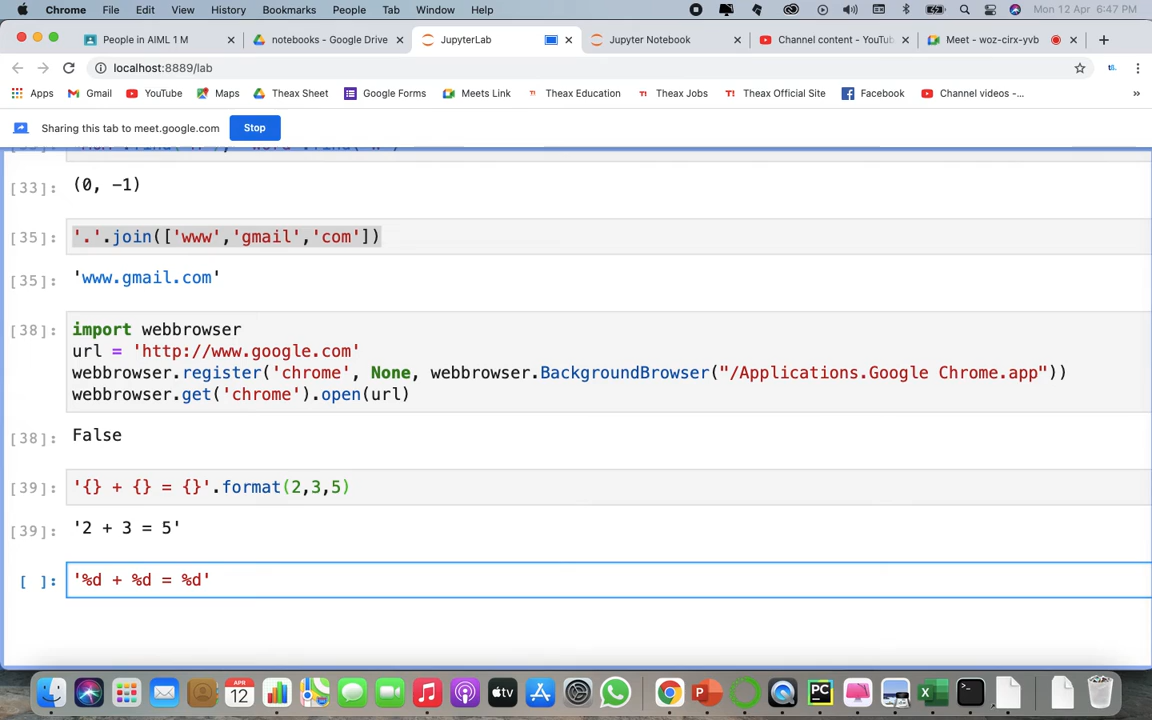 Chrome File Edit View History Bookmarks People Tab Window Help Mon 12 Apr 6:47 PM
People in AIML 1 M notebooks - Google Drive JupyterLab Jupyter Notebook Channel content - YouTub Meet - woz-cirx-yvb
localhost:8889/lab
Apps Gmail YouTube Maps Theax Sheet Google Forms Meets Link Theax Education Theax Jobs Theax Official Site Facebook Channel videos -... »
Sharing this tab to meet.google.com Stop
[33]: (0, -1)
[35]: '.'.join(['www','gmail','com'])
[35]: 'www.gmail.com'
[38]: import webbrowser
url = 'http://www.google.com'
webbrowser.register('chrome', None, webbrowser.BackgroundBrowser("/Applications.Google Chrome.app"))
webbrowser.get('chrome').open(url)
[38]: False
[39]: '{} + {} = {}'.format(2,3,5)
[39]: '2 + 3 = 5'
[ ]: '%d + %d = %d'
APR
12
tv
P
PC
X